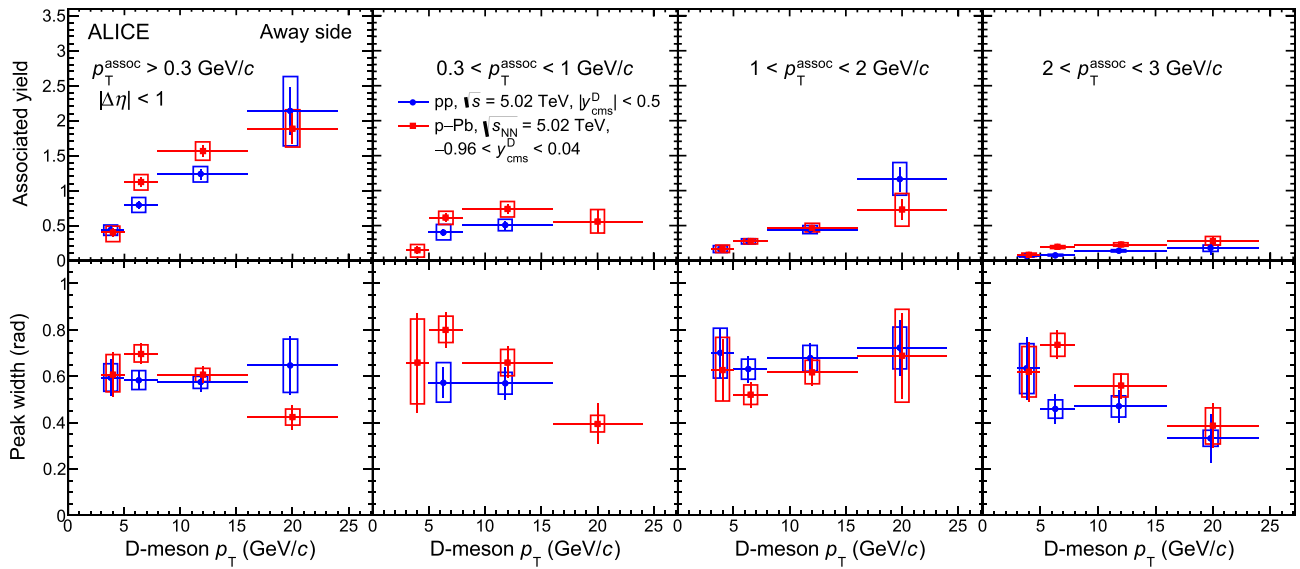 ALICE Away side
p_T^assoc > 0.3 GeV/c
|Δη| < 1
0.3 < p_T^assoc < 1 GeV/c
pp, √s = 5.02 TeV, |y^D_cms| < 0.5
p–Pb, √s_NN = 5.02 TeV,
–0.96 < y^D_cms < 0.04
1 < p_T^assoc < 2 GeV/c
2 < p_T^assoc < 3 GeV/c
Associated yield
3.5
3
2.5
2
1.5
1
0.5
0
Peak width (rad)
1
0.8
0.6
0.4
0.2
0
0 5 10 15 20 25
0 5 10 15 20 25
0 5 10 15 20 25
0 5 10 15 20 25
D-meson p_T (GeV/c)
D-meson p_T (GeV/c)
D-meson p_T (GeV/c)
D-meson p_T (GeV/c)